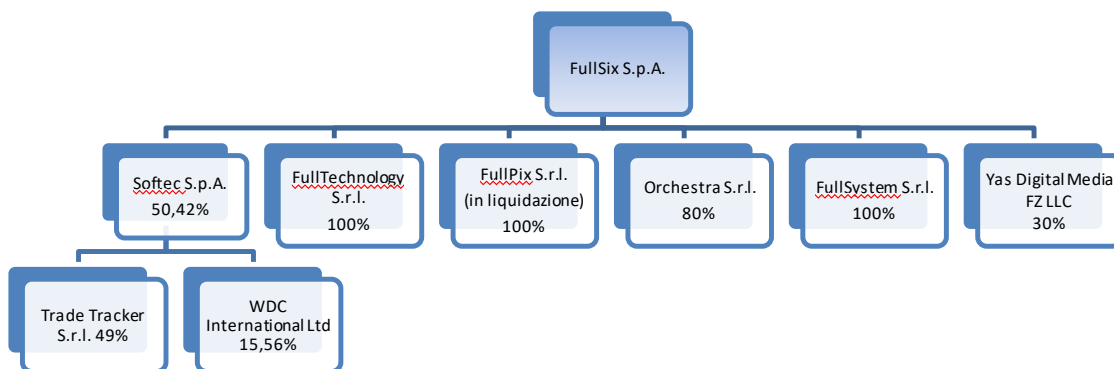 FullSix S.p.A.
Softec S.p.A.
50,42%
FullTechnology
S.r.l.
100%
FullPix S.r.l.
(in liquidazione)
100%
Orchestra S.r.l.
80%
FullSystem S.r.l.
100%
Yas Digital Media
FZ LLC
30%
Trade Tracker
S.r.l. 49%
WDC
International Ltd
15,56%